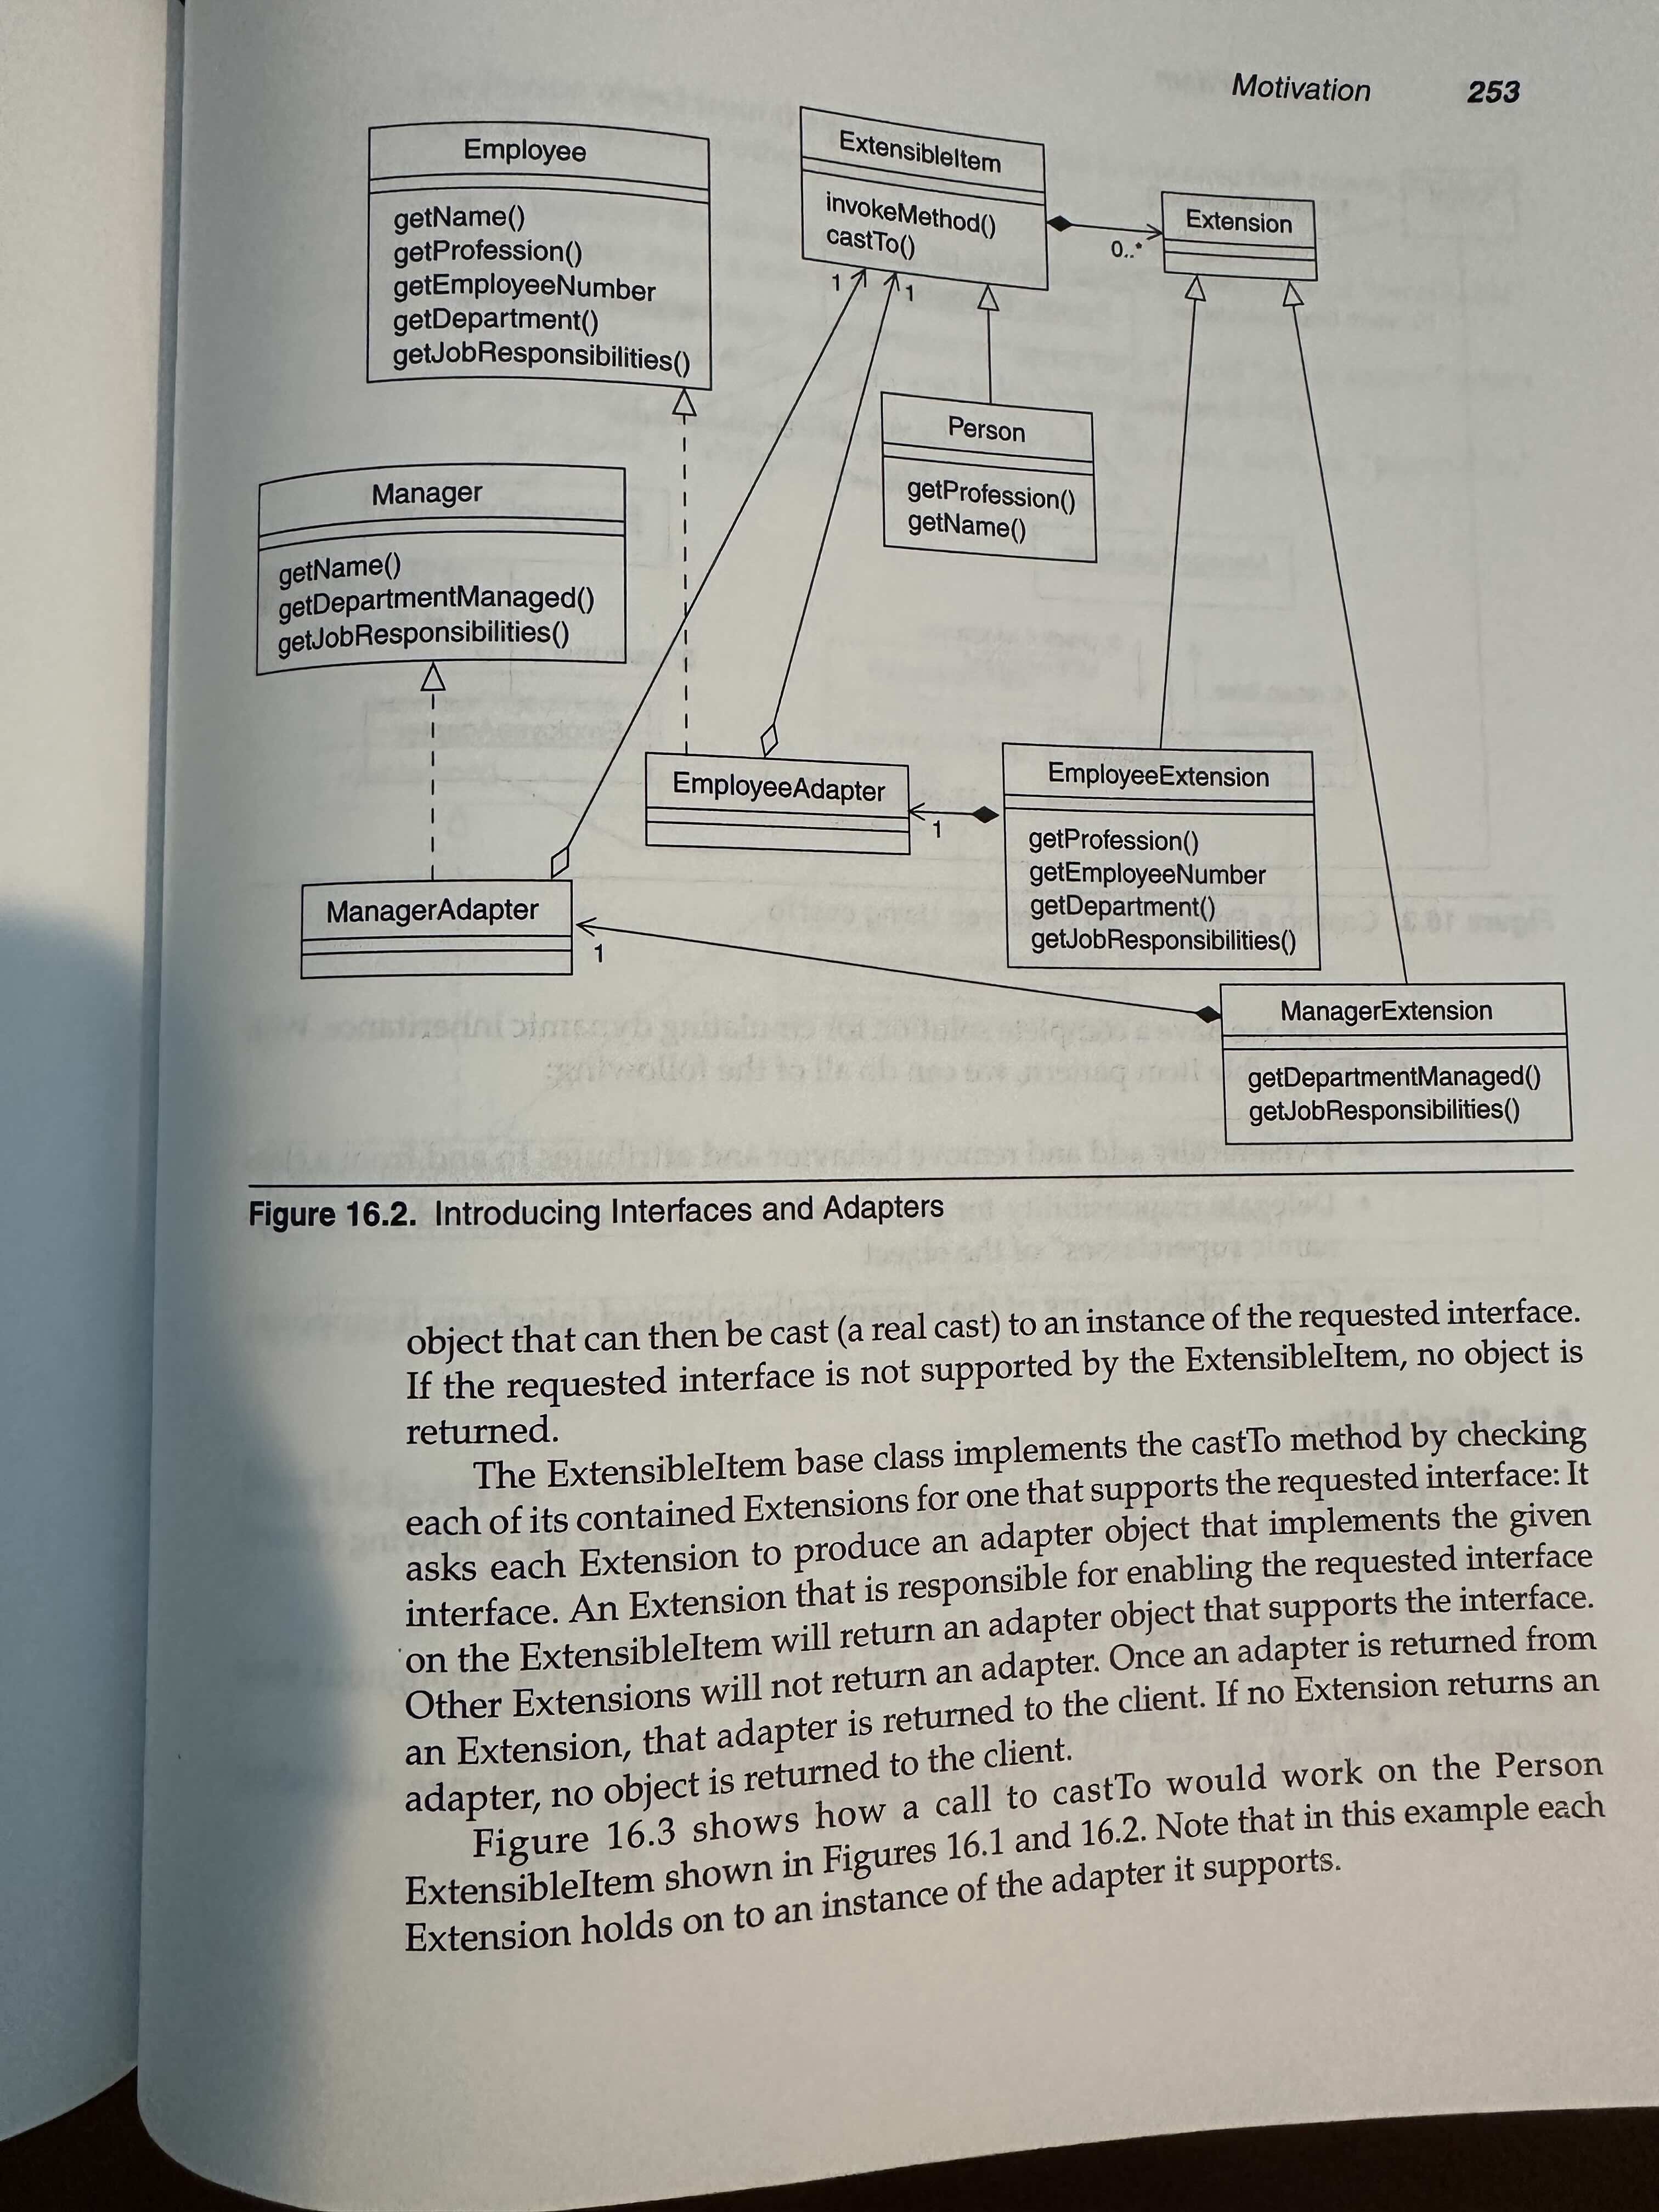 Motivation 253
Employee
getName()
getProfession()
getEmployeeNumber
getDepartment()
getJobResponsibilities()
ExtensibleItem
invokeMethod()
castTo()
Extension
0..*
1
1
Person
getProfession()
getName()
Manager
getName()
getDepartmentManaged()
getJobResponsibilities()
EmployeeAdapter
1
EmployeeExtension
getProfession()
getEmployeeNumber
getDepartment()
getJobResponsibilities()
ManagerAdapter
1
ManagerExtension
getDepartmentManaged()
getJobResponsibilities()
Figure 16.2. Introducing Interfaces and Adapters
object that can then be cast (a real cast) to an instance of the requested interface.
If the requested interface is not supported by the ExtensibleItem, no object is
returned.
The ExtensibleItem base class implements the castTo method by checking
each of its contained Extensions for one that supports the requested interface: It
asks each Extension to produce an adapter object that implements the given
interface. An Extension that is responsible for enabling the requested interface
on the ExtensibleItem will return an adapter object that supports the interface.
Other Extensions will not return an adapter. Once an adapter is returned from
an Extension, that adapter is returned to the client. If no Extension returns an
adapter, no object is returned to the client.
Figure 16.3 shows how a call to castTo would work on the Person
ExtensibleItem shown in Figures 16.1 and 16.2. Note that in this example each
Extension holds on to an instance of the adapter it supports.